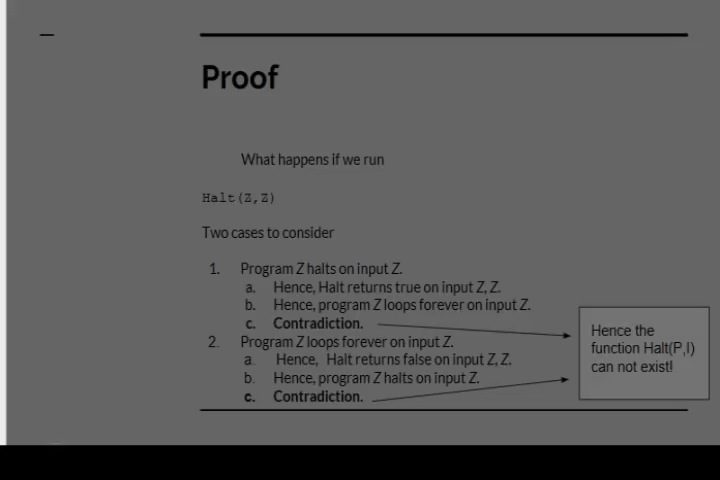 Proof
What happens if we run
Halt(Z,Z)
Two cases to consider
1. Program Z halts on input Z.
a. Hence, Halt returns true on input Z, Z.
b. Hence, program Z loops forever on input Z.
c. Contradiction.
2. Program Z loops forever on input Z.
a. Hence, Halt returns false on input Z, Z.
b. Hence, program Z halts on input Z.
c. Contradiction.
Hence the
function Halt(P,I)
can not exist!